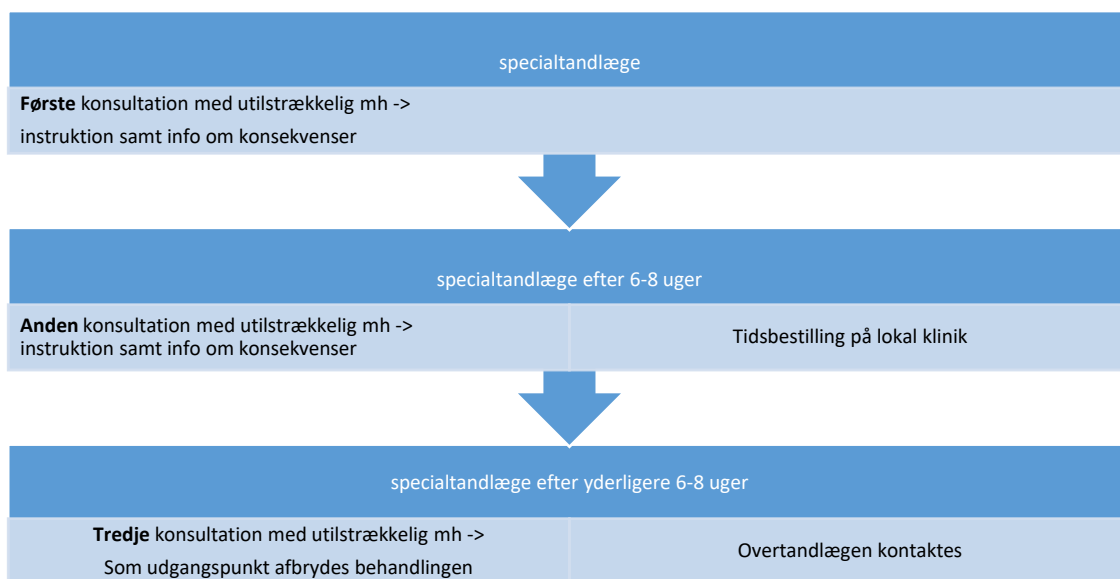 specialtandlæge
Første konsultation med utilstrækkelig mh ->
instruktion samt info om konsekvenser
specialtandlæge efter 6-8 uger
Anden konsultation med utilstrækkelig mh ->
instruktion samt info om konsekvenser
Tidsbestilling på lokal klinik
specialtandlæge efter yderligere 6-8 uger
Tredje konsultation med utilstrækkelig mh ->
Som udgangspunkt afbrydes behandlingen
Overtandlægen kontaktes